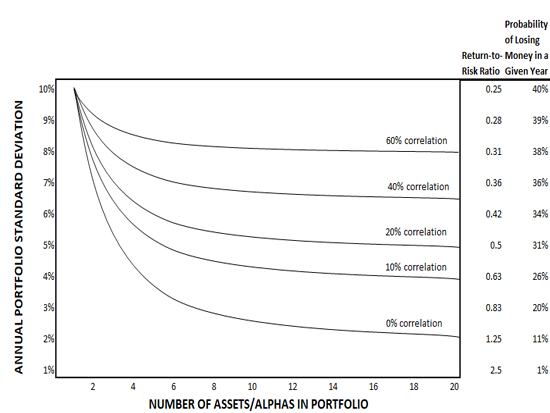 Probability
of Losing
Return-to- Money in a
Risk Ratio Given Year
10% 0.25 40%
9% 0.28 39%
60% correlation
8% 0.31 38%
40% correlation
7% 0.36 36%
6% 0.42 34%
20% correlation
5% 0.5 31%
10% correlation
4% 0.63 26%
3% 0.83 20%
0% correlation
2% 1.25 11%
1% 2.5 1%
ANNUAL PORTFOLIO STANDARD DEVIATION
2 4 6 8 10 12 14 16 18 20
NUMBER OF ASSETS/ALPHAS IN PORTFOLIO